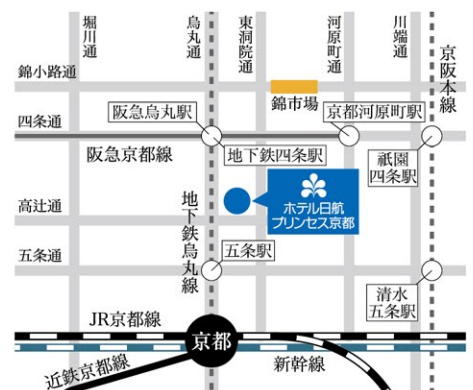 堀川通
烏丸通
東洞院通
河原町通
川端通
京阪本線
錦小路通
錦市場
四条通
阪急烏丸駅
京都河原町駅
阪急京都線
地下鉄四条駅
祇園
四条駅
高辻通
ホテル日航
プリンセス京都
地下鉄烏丸線
五条通
五条駅
清水
五条駅
JR京都線
京都
近鉄京都線
新幹線